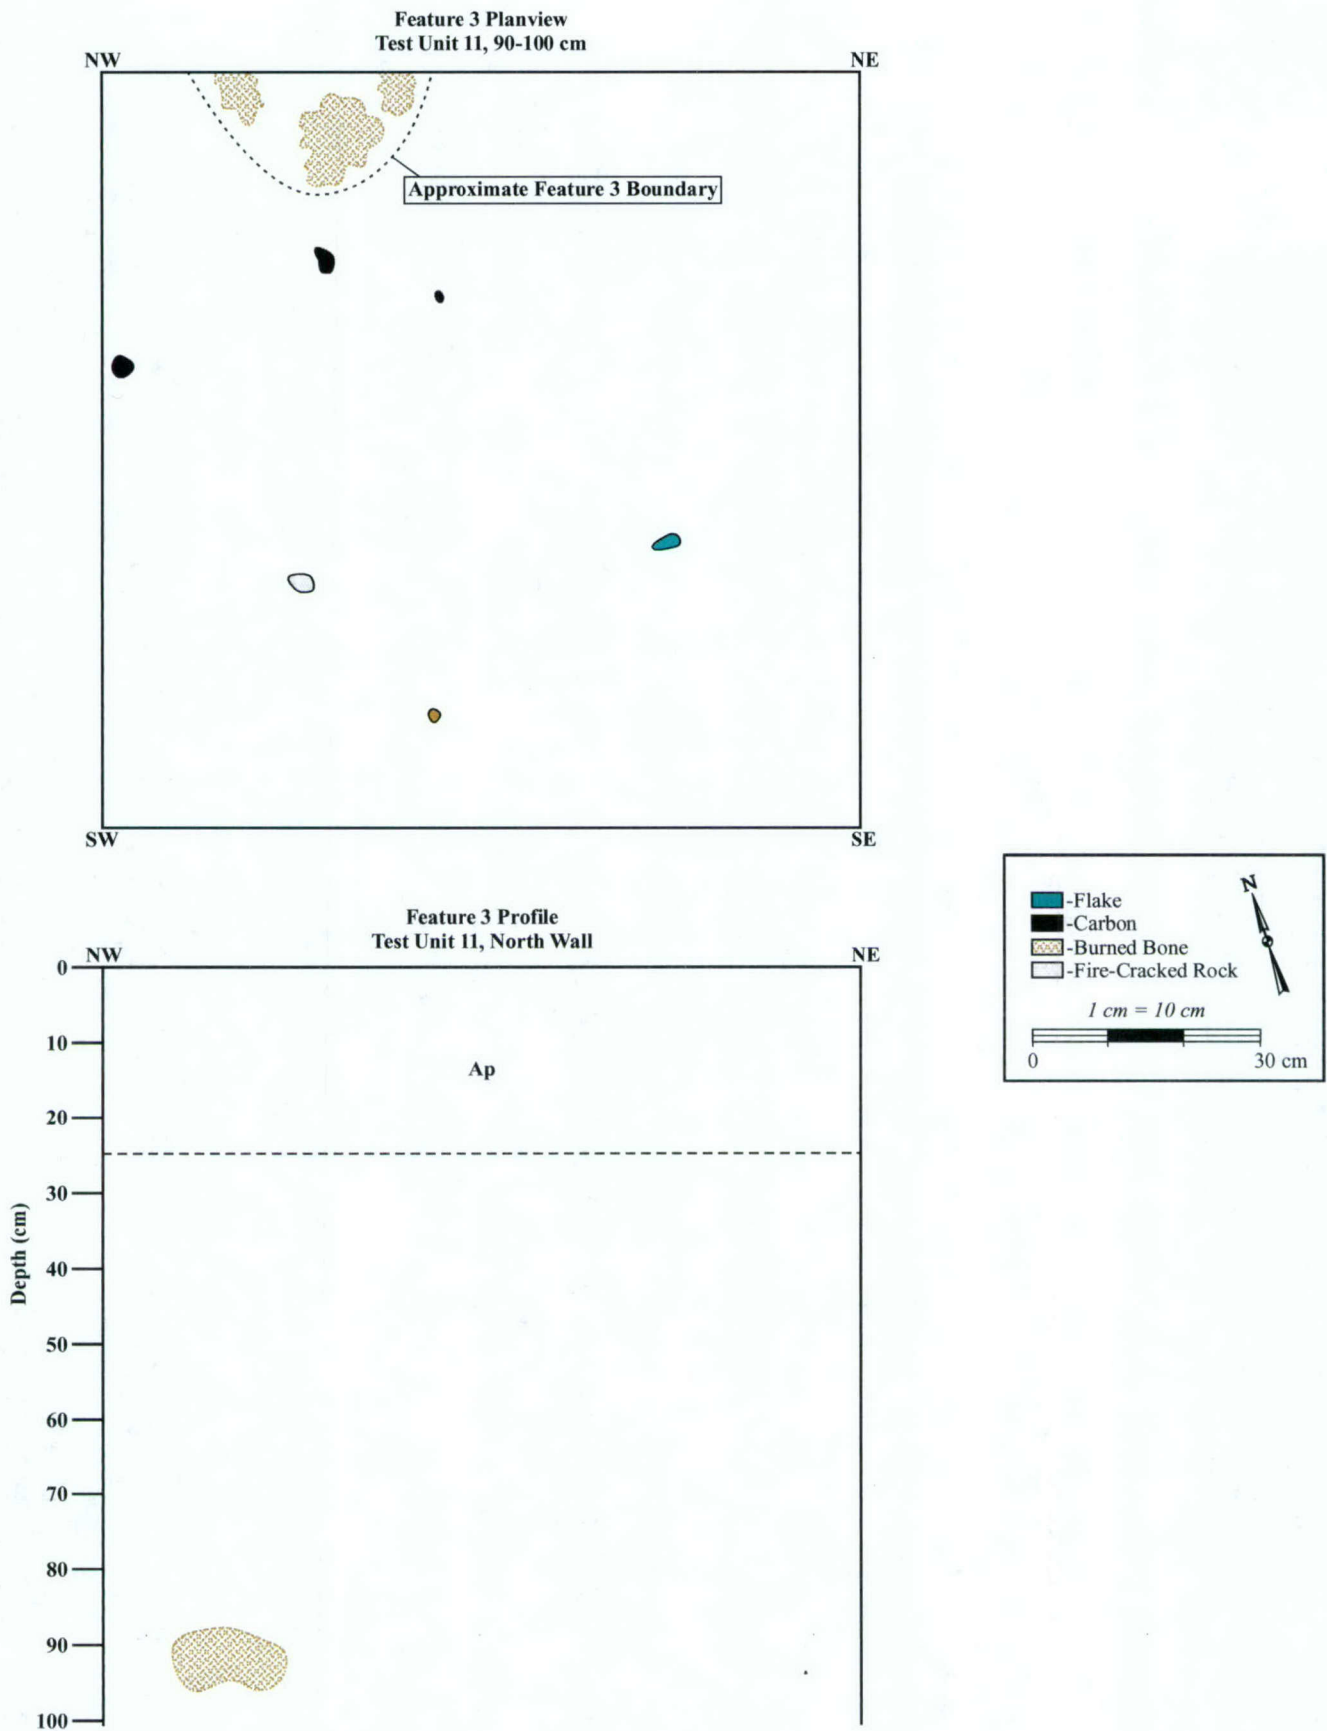 Feature 3 Planview
Test Unit 11, 90-100 cm
NW
NE
Approximate Feature 3 Boundary
SW
SE
-Flake
-Carbon
-Burned Bone
-Fire-Cracked Rock
N
1 cm = 10 cm
0
30 cm
Feature 3 Profile
Test Unit 11, North Wall
NW
NE
0
10
Ap
20
30
Depth (cm)
40
50
60
70
80
90
100